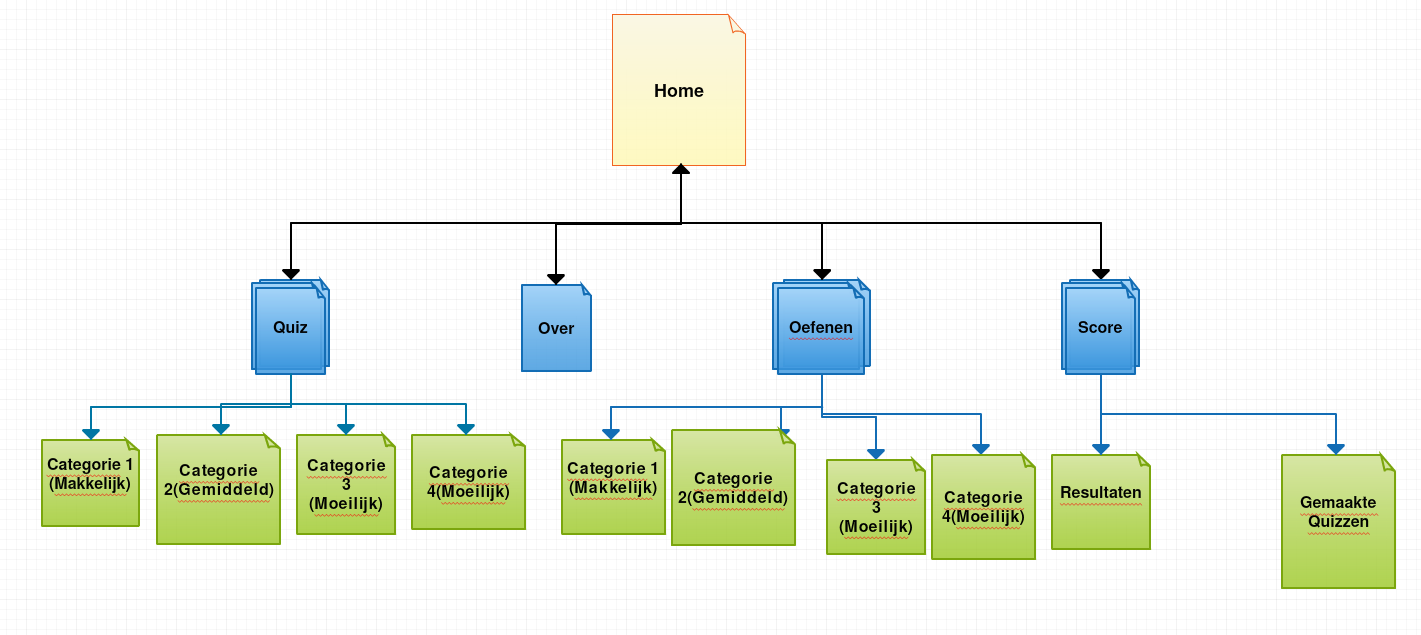 Home
Quiz
Over
Oefenen
Score
Categorie 1
(Makkelijk)
Categorie
2(Gemiddeld)
Categorie
3
(Moeilijk)
Categorie
4(Moeilijk)
Categorie 1
(Makkelijk)
Categorie
2(Gemiddeld)
Categorie
3
(Moeilijk)
Categorie
4(Moeilijk)
Resultaten
Gemaakte
Quizzen